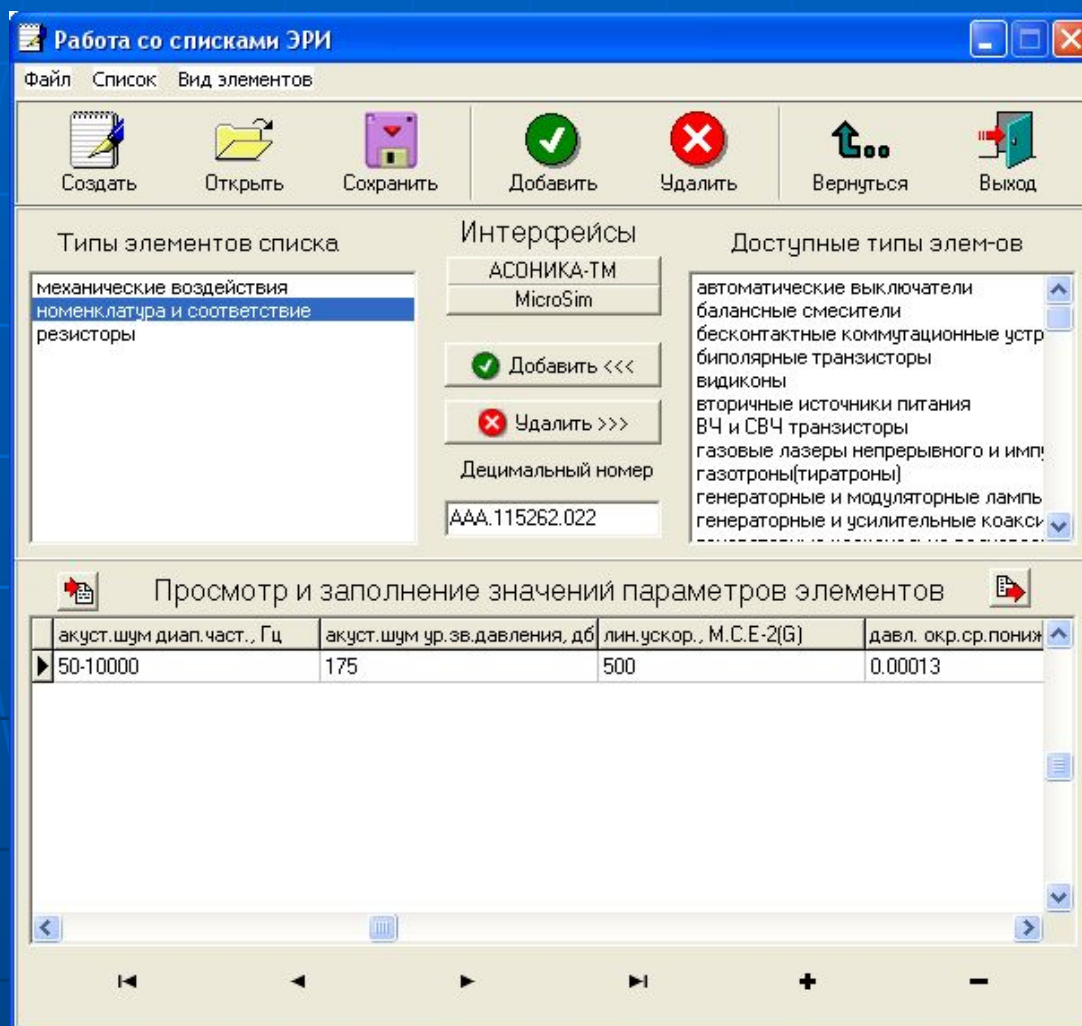 Работа со списками ЭРИ
Файл Список Вид элементов
Создать Открыть Сохранить Добавить Удалить Вернуться Выход
Типы элементов списка
механические воздействия
номенклатура и соответствие
резисторы
Интерфейсы
АСОНИКА-ТМ
MicroSim
Добавить <<<
Удалить >>>
Децимальный номер
ААА.115262.022
Доступные типы элем-ов
автоматические выключатели
балансные смесители
бесконтактные коммутационные устр
биполярные транзисторы
видиконы
вторичные источники питания
ВЧ и СВЧ транзисторы
газовые лазеры непрерывного и имп
газотроны(тиратроны)
генераторные и модуляторные лампы
генераторные и усилительные коакси
Просмотр и заполнение значений параметров элементов
акуст.шум диап.част., Гц акуст.шум ур.зв.давления, дб лин.ускор., М.С.Е-2(G) давл. окр.ср.пониж
50-10000 175 500 0.00013